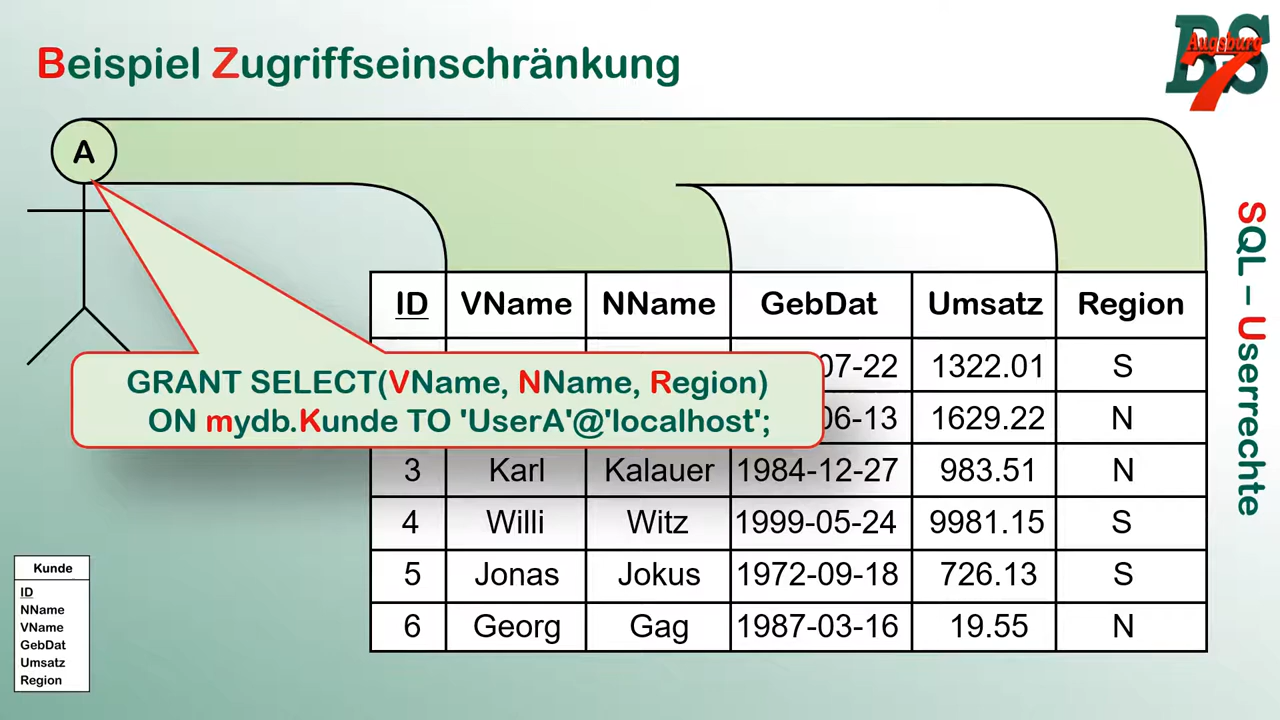 Beispiel Zugriffseinschränkung
BS
Augsburg
7
A
SQL – Userrechte
ID VName NName GebDat Umsatz Region
07-22 1322.01 S
06-13 1629.22 N
GRANT SELECT(VName, NName, Region)
ON mydb.Kunde TO 'UserA'@'localhost';
3 Karl Kalauer 1984-12-27 983.51 N
4 Willi Witz 1999-05-24 9981.15 S
5 Jonas Jokus 1972-09-18 726.13 S
6 Georg Gag 1987-03-16 19.55 N
Kunde
ID
NName
VName
GebDat
Umsatz
Region